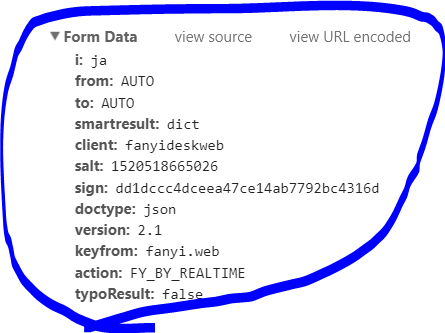 Form Data view source view URL encoded
i: ja
from: AUTO
to: AUTO
smartresult: dict
client: fanyideskweb
salt: 1520518665026
sign: dd1dccc4dceea47ce14ab7792bc4316d
doctype: json
version: 2.1
keyfrom: fanyi.web
action: FY_BY_REALTIME
typoResult: false